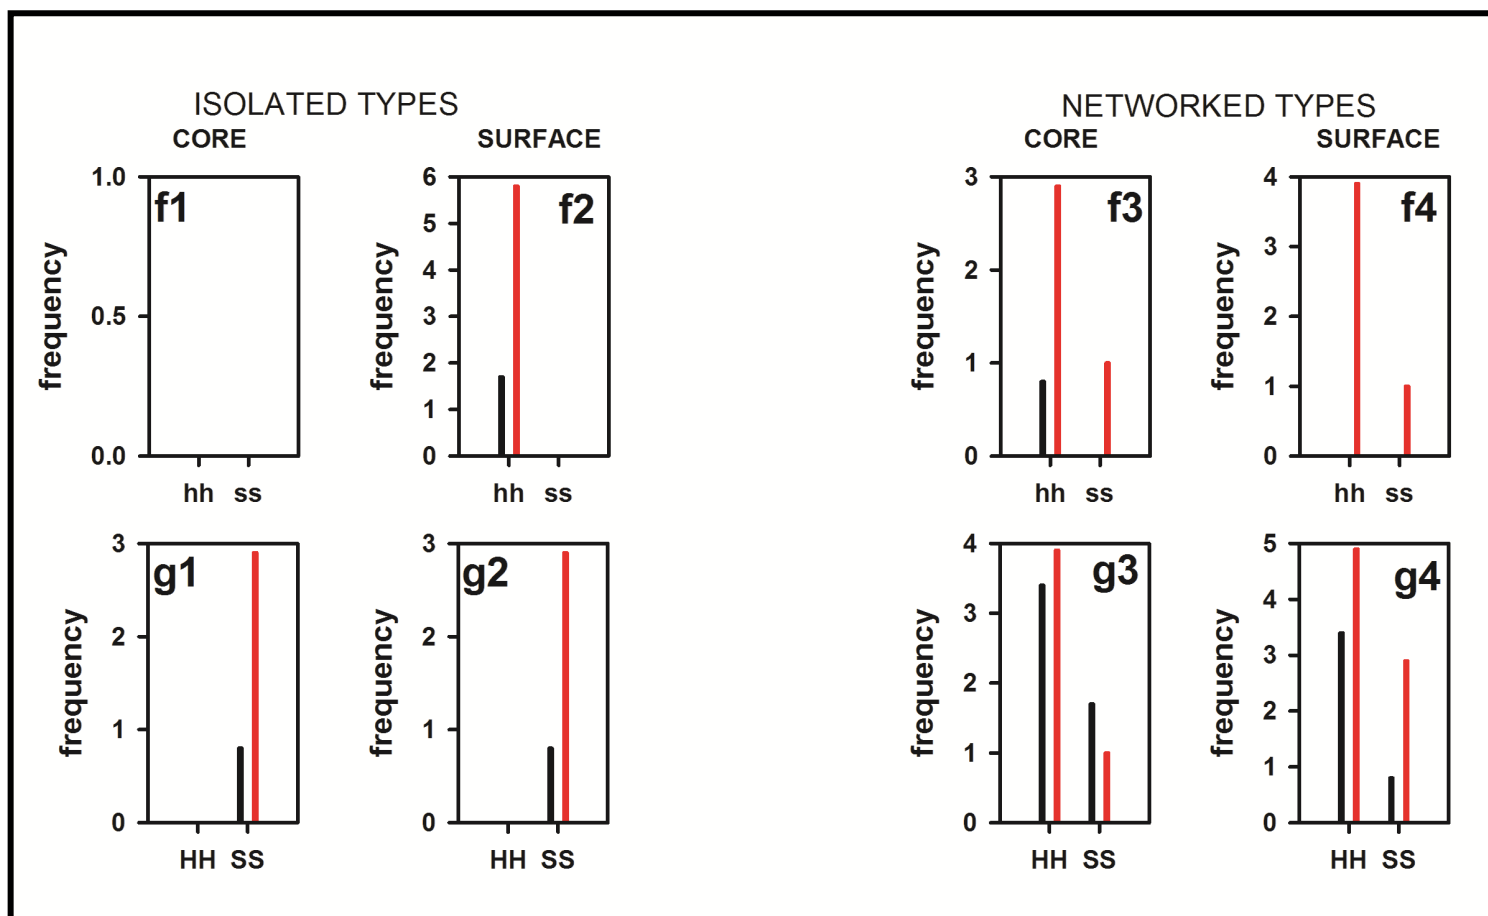 ISOLATED TYPES NETWORKED TYPES
CORE SURFACE CORE SURFACE
f1 f2 f3 f4
frequency frequency frequency frequency
1.0 6 3 4
0.5 5 2 3
0.0 4 1 2
3 0 1
2 0
1
0
hh ss hh ss hh ss hh ss
g1 g2 g3 g4
frequency frequency frequency frequency
3 3 4 5
2 2 3 4
1 1 2 3
0 0 1 2
0 1
0
HH SS HH SS HH SS HH SS